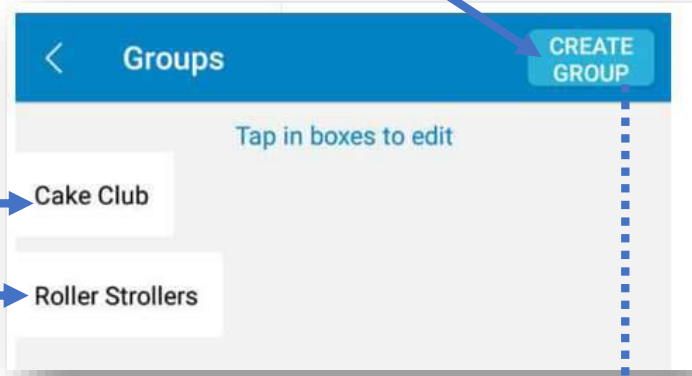 Groups
CREATE
GROUP
Tap in boxes to edit
Cake Club
Roller Strollers